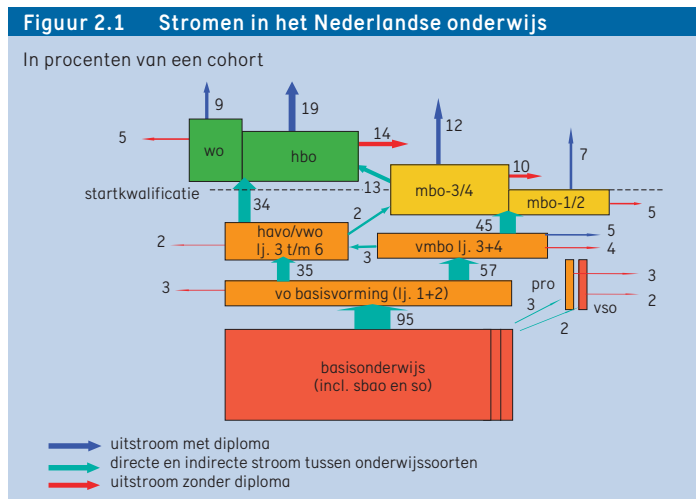 Figuur 2.1 Stromen in het Nederlandse onderwijs
In procenten van een cohort
9
19
12
5
wo
hbo
14
7
10
startkwalificatie
13
mbo-3/4
mbo-1/2
34
2
45
5
havo/vwo
lj. 3 t/m 6
2
3
vmbo lj. 3+4
5
4
35
57
pro
3
3
vo basisvorming (lj. 1+2)
3
2
vso
95
2
basisonderwijs
(incl. sbao en so)
uitstroom met diploma
directe en indirecte stroom tussen onderwijssoorten
uitstroom zonder diploma